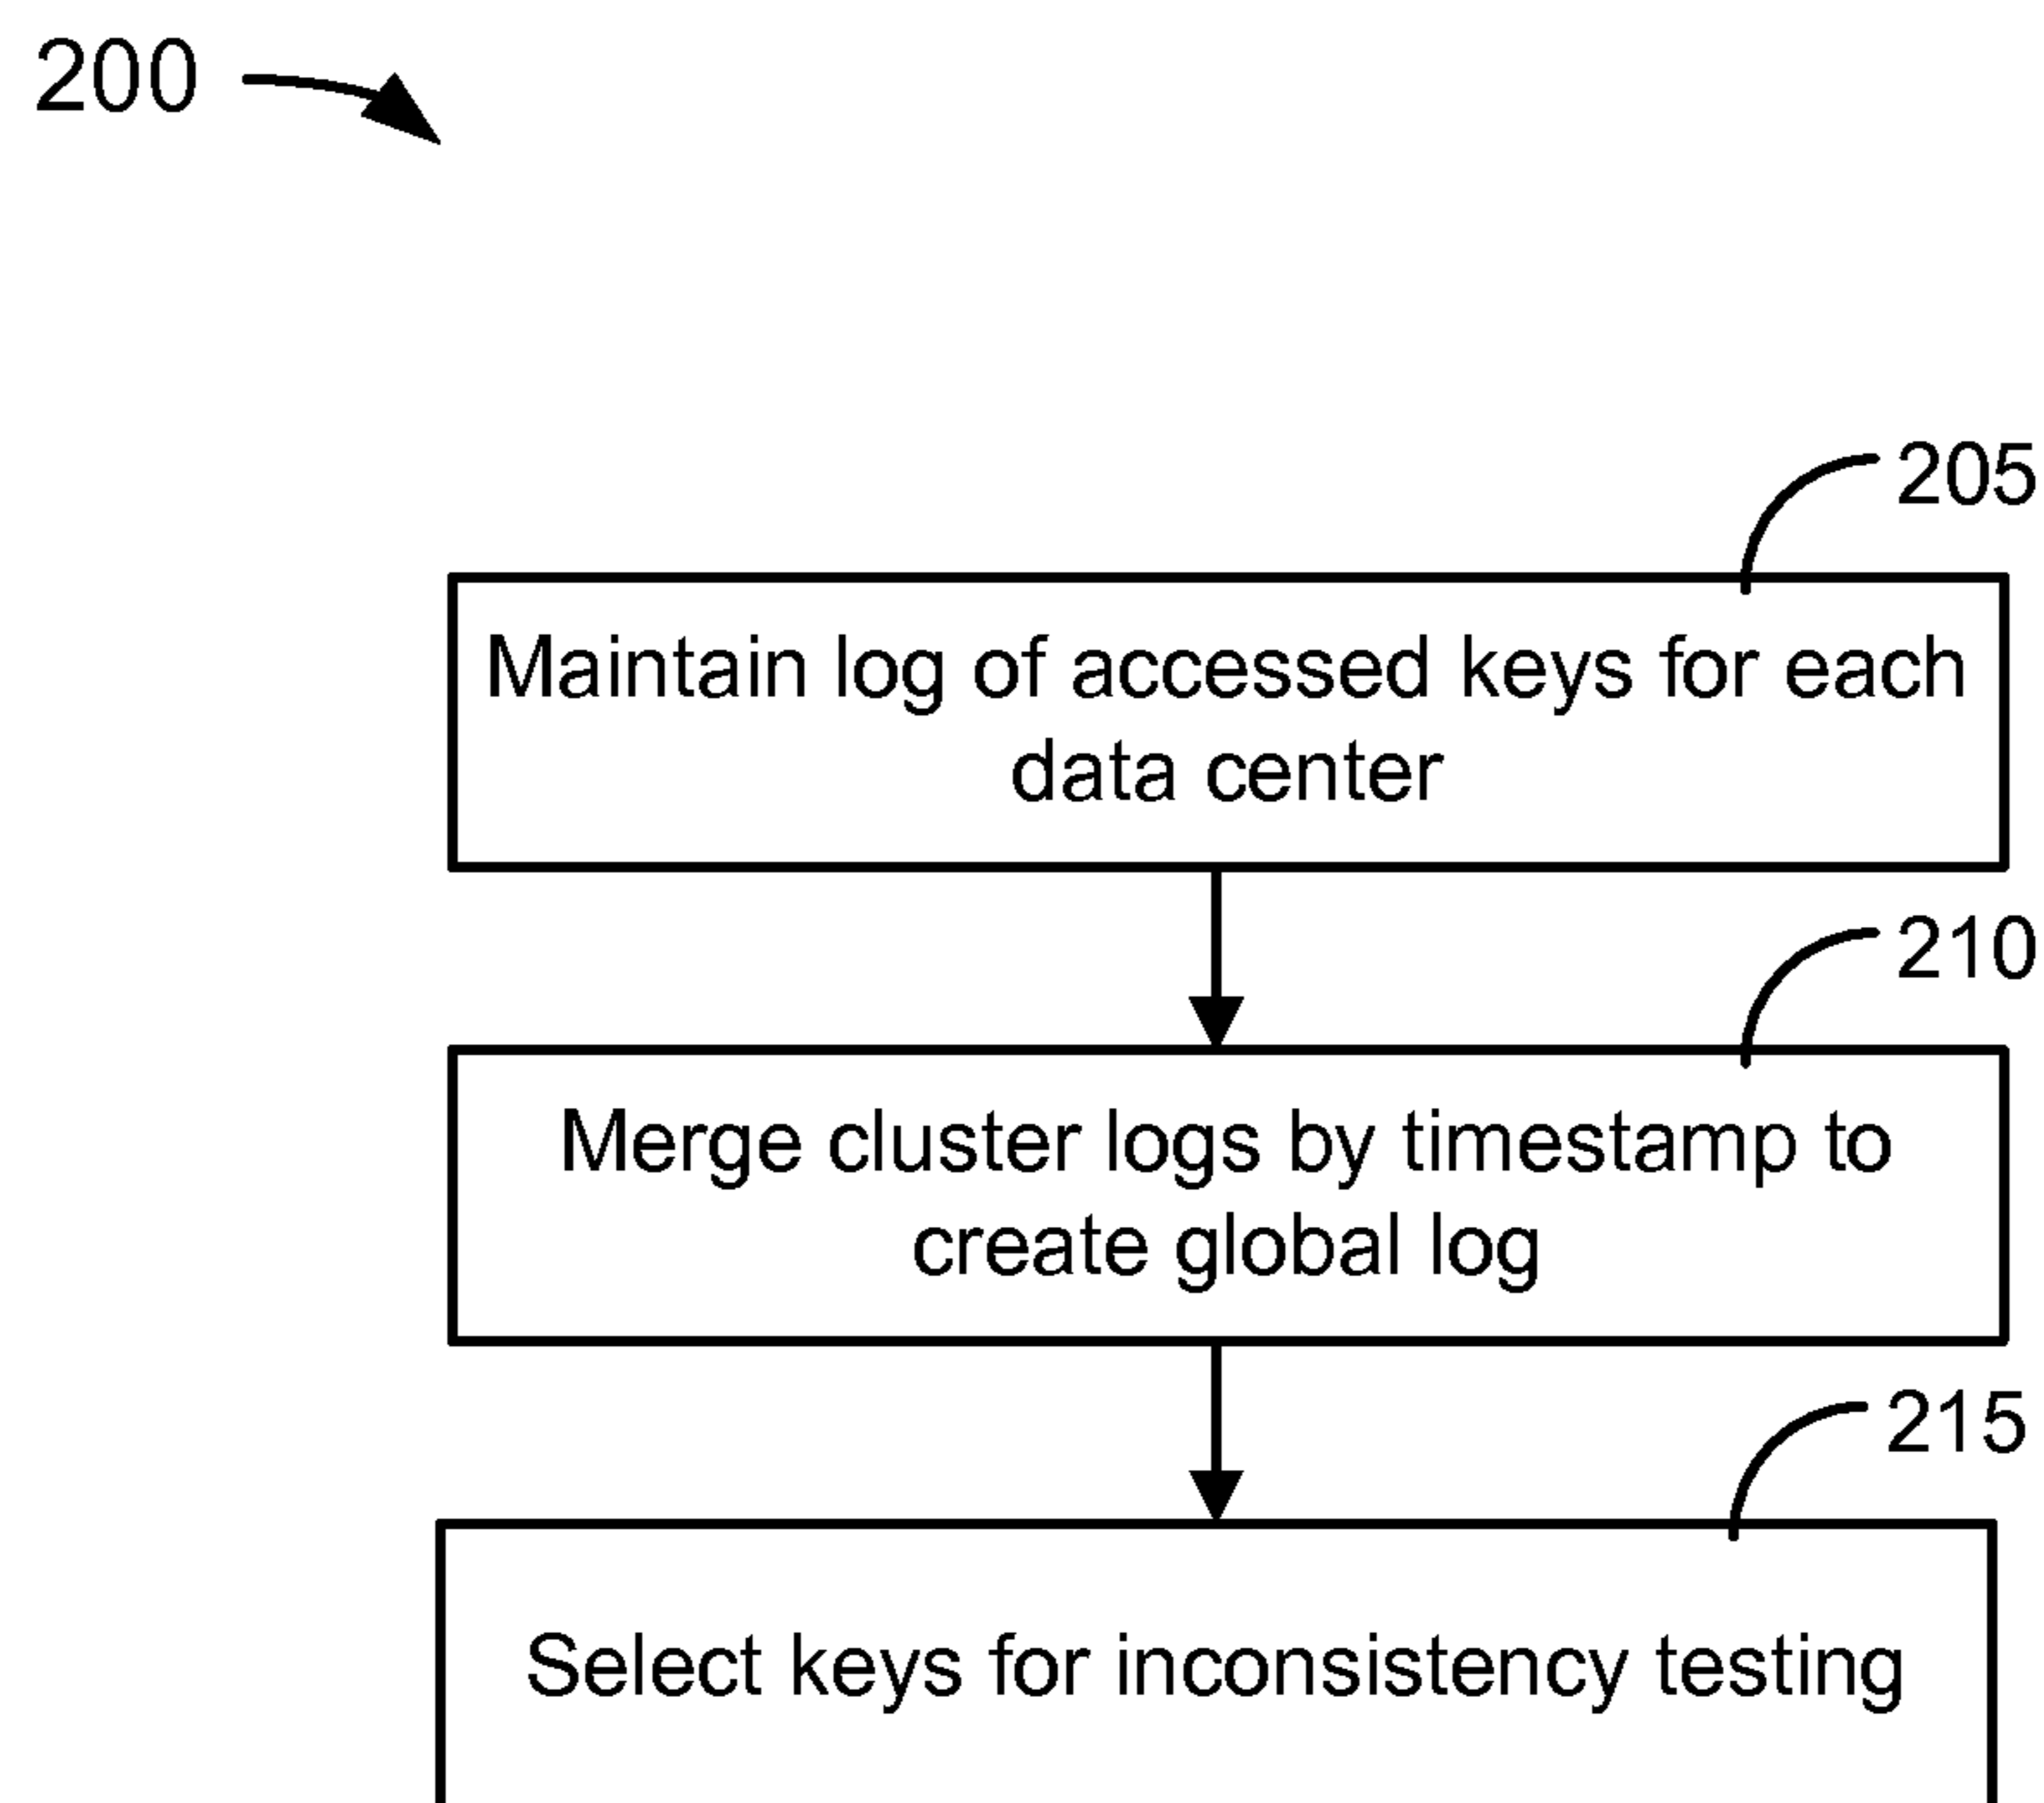 200
205
Maintain log of accessed keys for each
data center
210
Merge cluster logs by timestamp to
create global log
215
Select keys for inconsistency testing